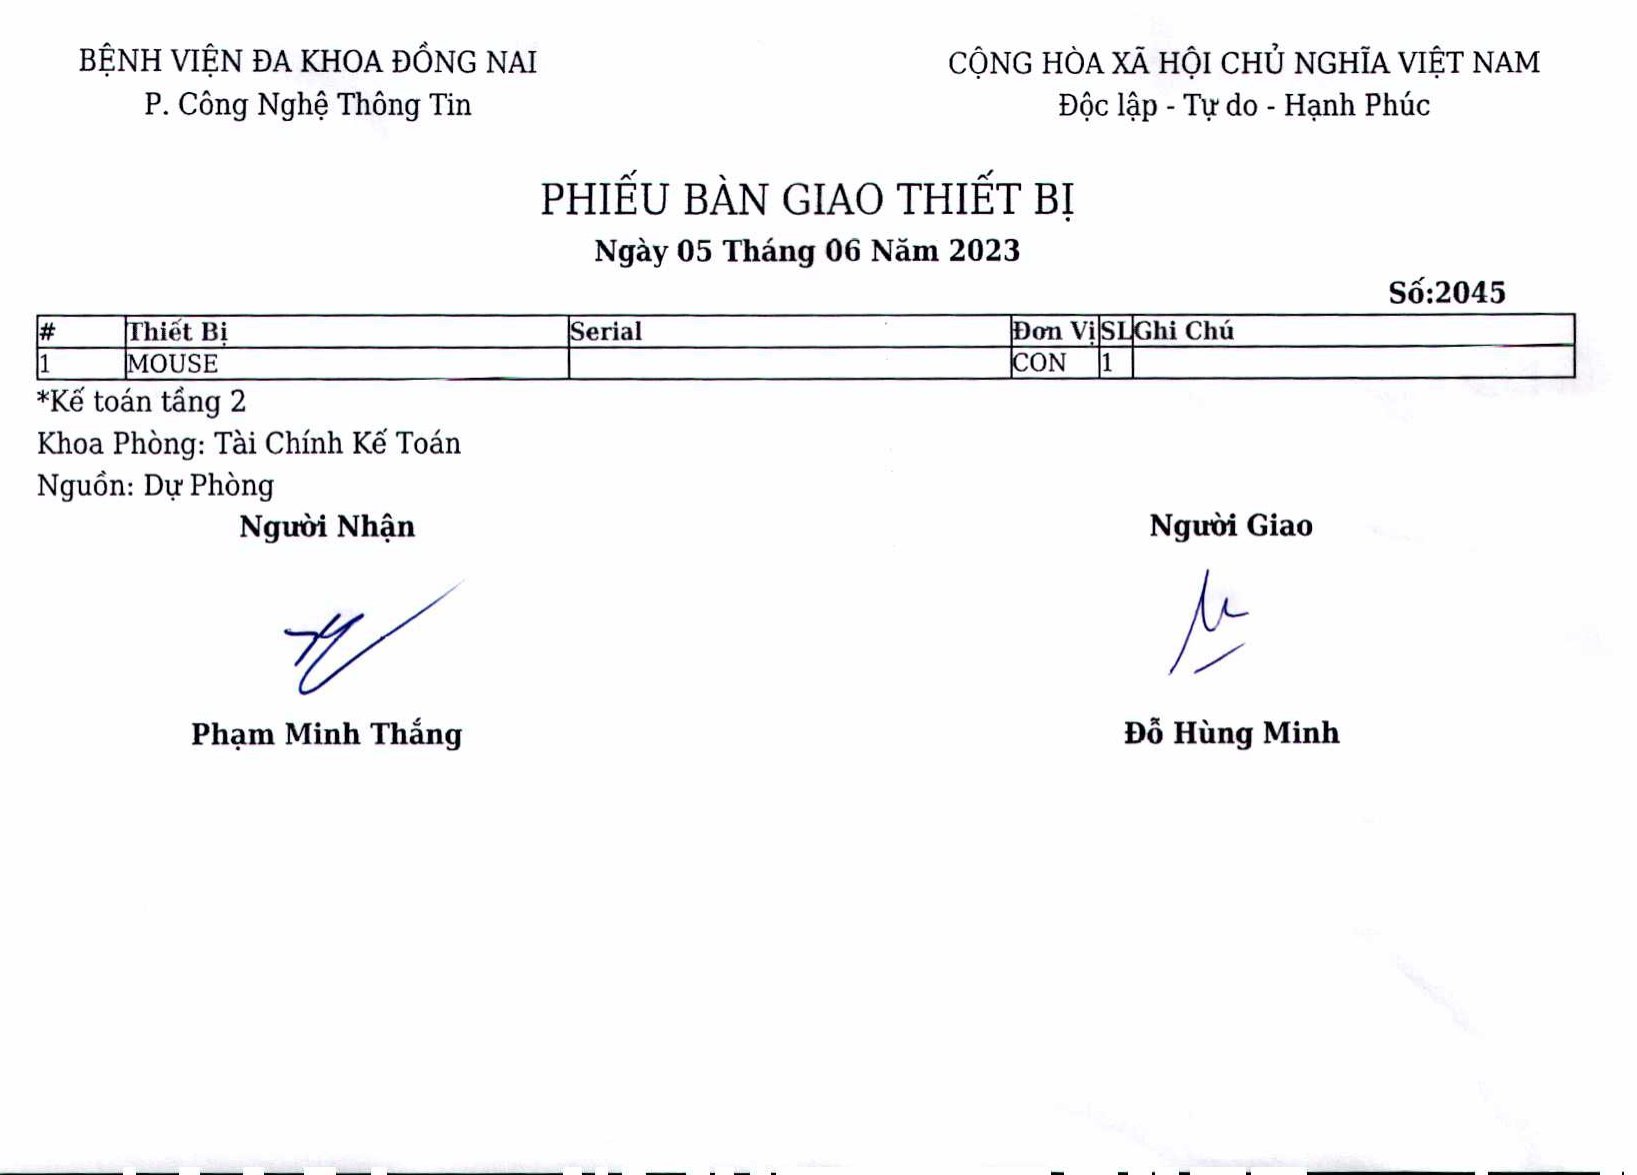 BỆNH VIỆN ĐA KHOA ĐỒNG NAI
P. Công Nghệ Thông Tin
CỘNG HÒA XÃ HỘI CHỦ NGHĨA VIỆT NAM
Độc lập - Tự do - Hạnh Phúc
PHIẾU BÀN GIAO THIẾT BỊ
Ngày 05 Tháng 06 Năm 2023
Số:2045
# Thiết Bị Serial Đơn Vị SL Ghi Chú
1 MOUSE CON 1
*Kế toán tầng 2
Khoa Phòng: Tài Chính Kế Toán
Nguồn: Dự Phòng
Người Nhận Người Giao
Phạm Minh Thắng Đỗ Hùng Minh